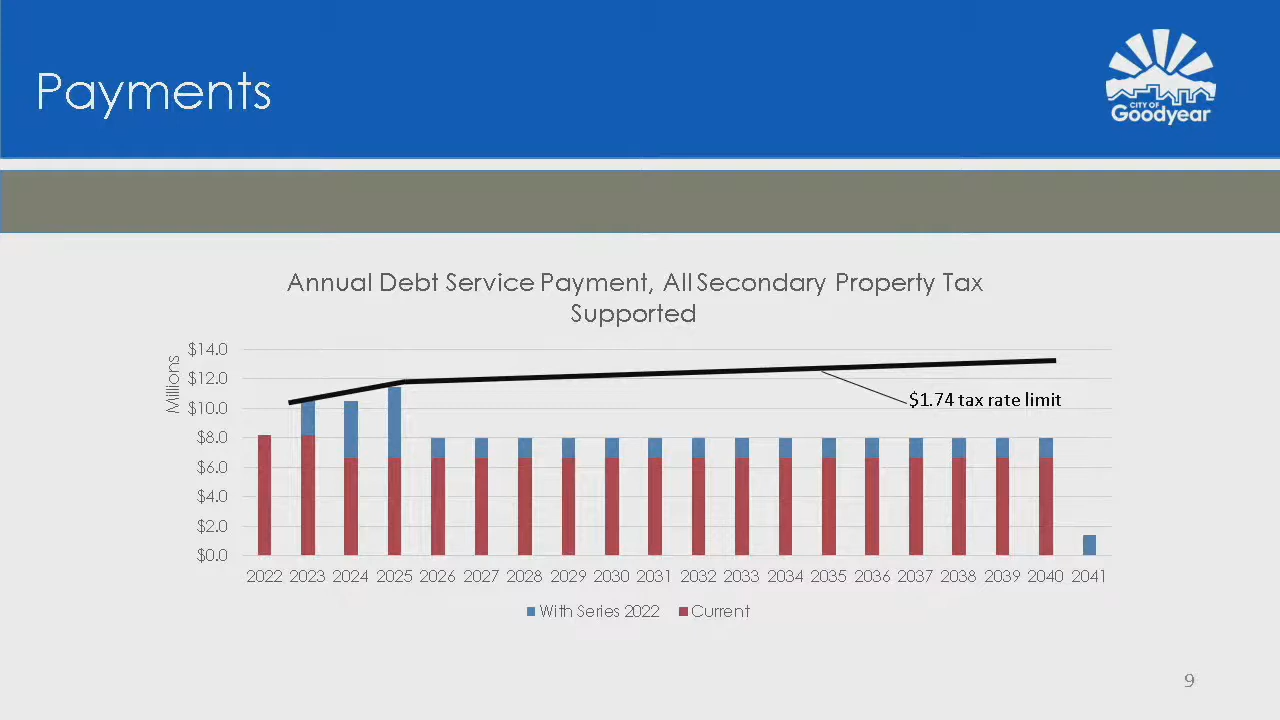 Payments
CITY OF
Goodyear
Annual Debt Service Payment, All Secondary Property Tax
Supported
Millions
$14.0
$12.0
$10.0
$8.0
$6.0
$4.0
$2.0
$0.0
$1.74 tax rate limit
2022 2023 2024 2025 2026 2027 2028 2029 2030 2031 2032 2033 2034 2035 2036 2037 2038 2039 2040 2041
With Series 2022 Current
9